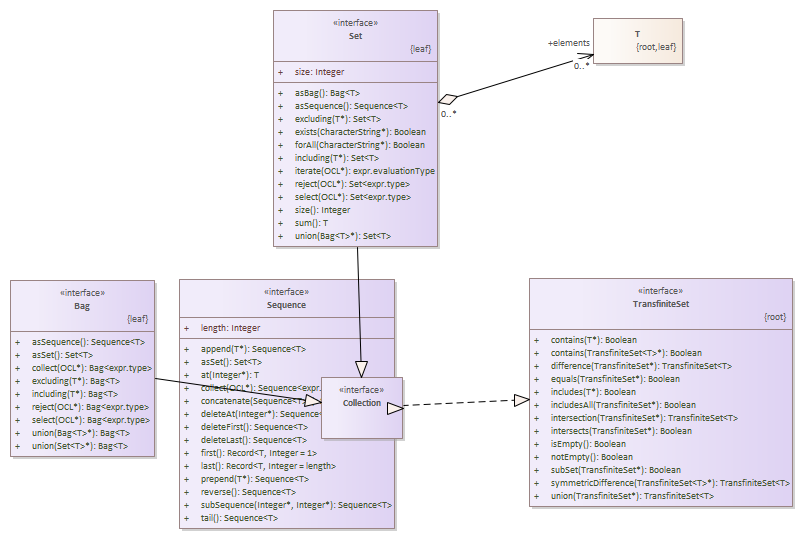 «interface»
Set
{leaf}
+ size: Integer
+ asBag(): Bag<T>
+ asSequence(): Sequence<T>
+ excluding(T*): Set<T>
+ exists(CharacterString*): Boolean
+ forAll(CharacterString*): Boolean
+ including(T*): Set<T>
+ iterate(OCL*): expr.evaluationType
+ reject(OCL*): Set<expr.type>
+ select(OCL*): Set<expr.type>
+ size(): Integer
+ sum(): T
+ union(Bag<T>*): Set<T>
T
{root,leaf}
+elements
0..*
0..*
«interface»
Bag
{leaf}
+ asSequence(): Sequence<T>
+ asSet(): Set<T>
+ collect(OCL*): Bag<expr.type>
+ excluding(T*): Bag<T>
+ including(T*): Bag<T>
+ reject(OCL*): Bag<expr.type>
+ select(OCL*): Bag<expr.type>
+ union(Bag<T>*): Bag<T>
+ union(Set<T>*): Bag<T>
«interface»
Sequence
+ length: Integer
+ append(T*): Sequence<T>
+ asSet(): Set<T>
+ at(Integer*): T
+ collect(OCL*): Sequence<expr.
+ concatenate(Sequence<T>
+ deleteAt(Integer*): Sequence
+ deleteFirst(): Sequence<T>
+ deleteLast(): Sequence<T>
+ first(): Record<T, Integer = 1>
+ last(): Record<T, Integer = length>
+ prepend(T*): Sequence<T>
+ reverse(): Sequence<T>
+ subSequence(Integer*, Integer*): Sequence<T>
+ tail(): Sequence<T>
«interface»
Collection
«interface»
TransfiniteSet
{root}
+ contains(T*): Boolean
+ contains(TransfiniteSet<T>*): Boolean
+ difference(TransfiniteSet*): TransfiniteSet<T>
+ equals(TransfiniteSet*): Boolean
+ includes(T*): Boolean
+ includesAll(TransfiniteSet*): Boolean
+ intersection(TransfiniteSet*): TransfiniteSet<T>
+ intersects(TransfiniteSet*): Boolean
+ isEmpty(): Boolean
+ notEmpty(): Boolean
+ subSet(TransfiniteSet*): Boolean
+ symmetricDifference(TransfiniteSet<T>*): TransfiniteSet<T>
+ union(TransfiniteSet*): TransfiniteSet<T>